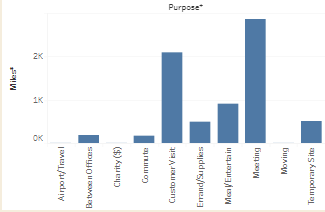 Purpose*
Miles*
2K
1K
0K
Airport/Travel
Between Offices
Charity ($)
Commute
Customer Visit
Errand/Supplies
Meal/Entertain
Meeting
Moving
Temporary Site